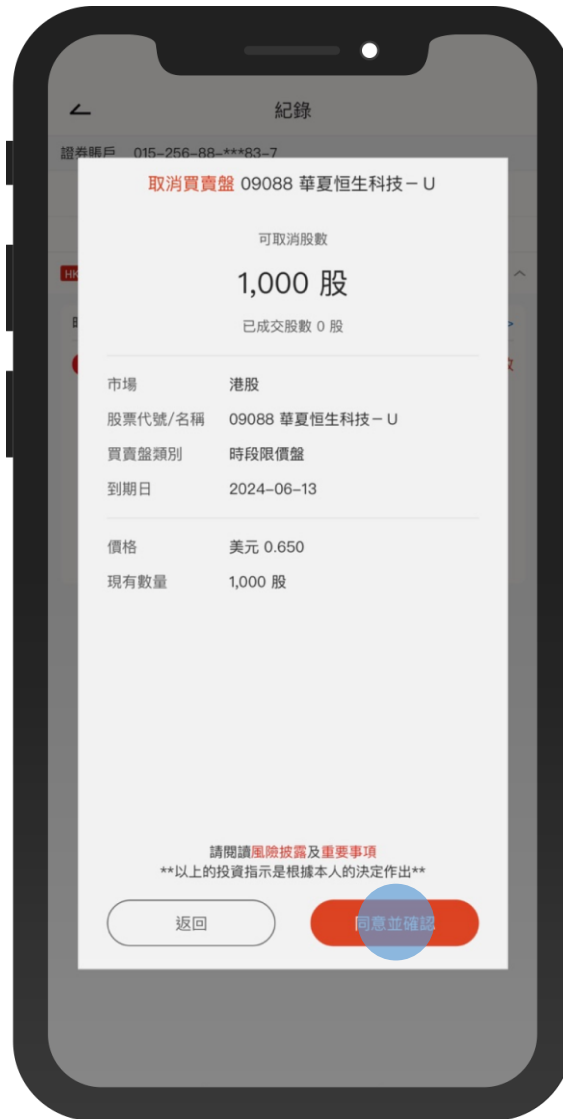 紀錄
證券賬戶 015-256-88-***83-7
取消買賣盤 09088 華夏恒生科技－U
可取消股數
1,000 股
已成交股數 0 股
HK
市場 港股
股票代號/名稱 09088 華夏恒生科技－U
買賣盤類別 時段限價盤
到期日 2024-06-13
價格 美元 0.650
現有數量 1,000 股
請閱讀風險披露及重要事項
**以上的投資指示是根據本人的決定作出**
返回 同意並確認